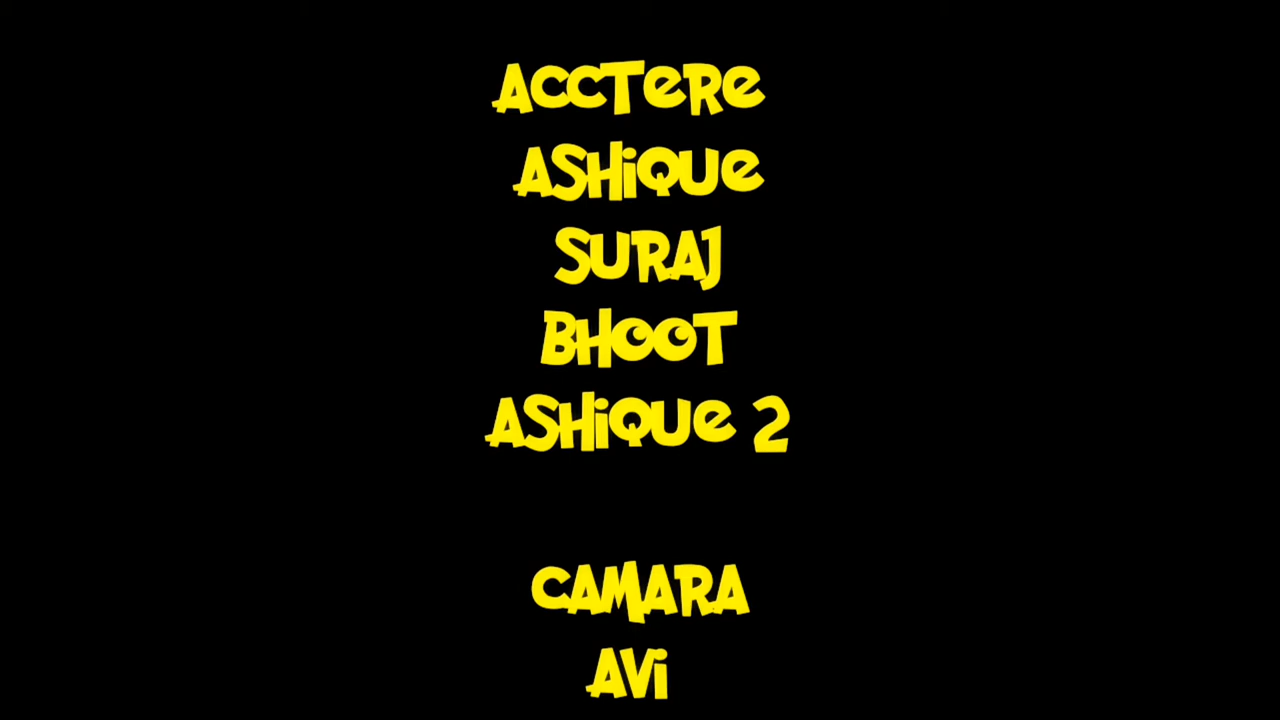 ACCTeRe
ASHiQUe
SURAJ
BHOOT
ASHiQUe 2
CAMARA
AVi